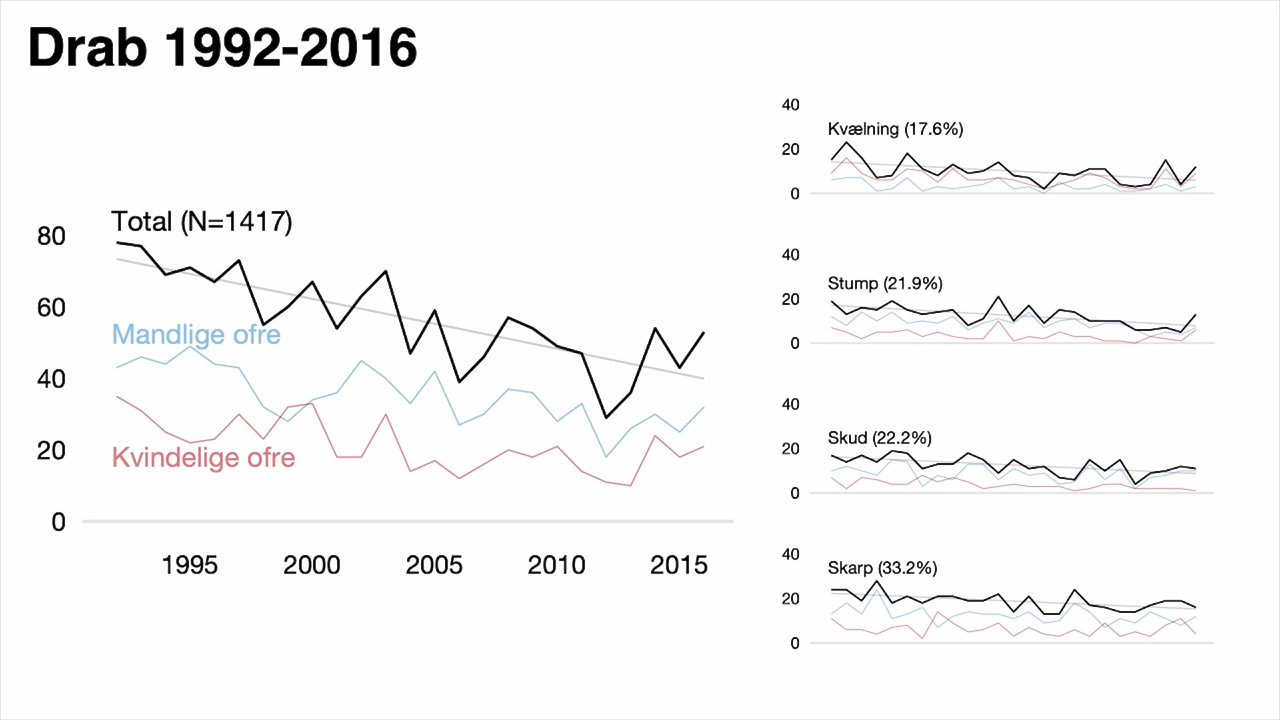 Drab 1992-2016
Total (N=1417)
80
60
40
20
0
Mandlige ofre
Kvindelige ofre
1995 2000 2005 2010 2015
40
Kvælning (17.6%)
20
0
40
Stump (21.9%)
20
0
40
Skud (22.2%)
20
0
40
Skarp (33.2%)
20
0